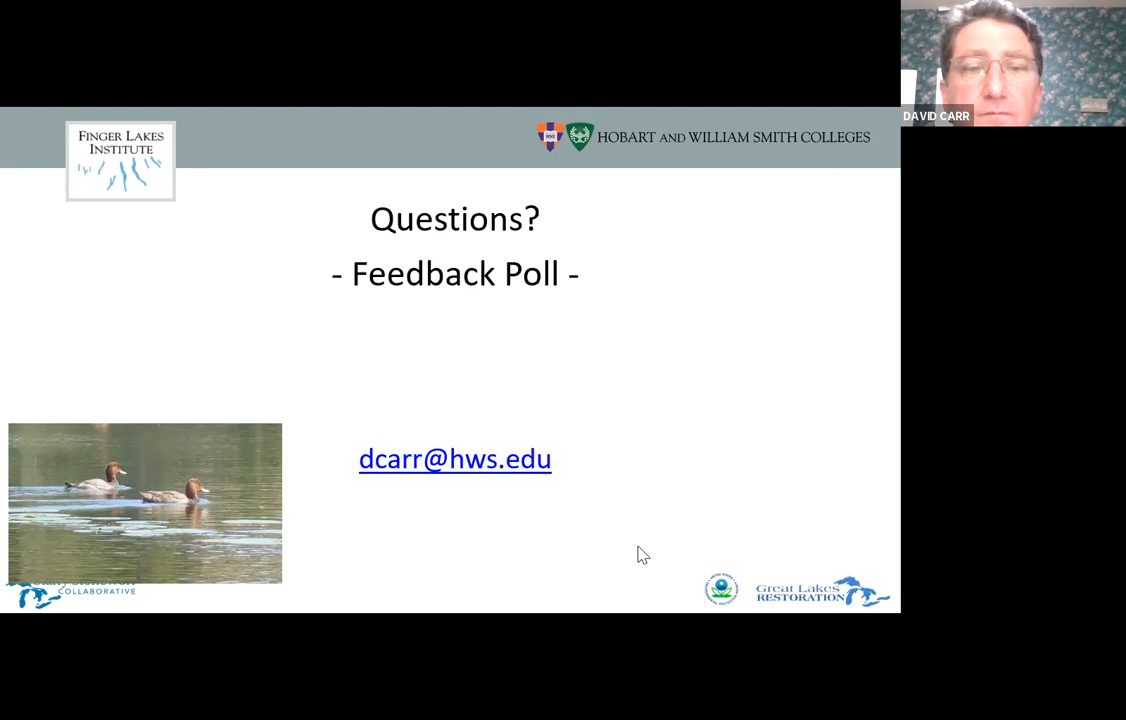 DAVID CARR
FINGER LAKES
INSTITUTE
HWS
HOBART AND WILLIAM SMITH COLLEGES
Questions?
- Feedback Poll -
dcarr@hws.edu
COLLABORATIVE
Great Lakes
RESTORATION